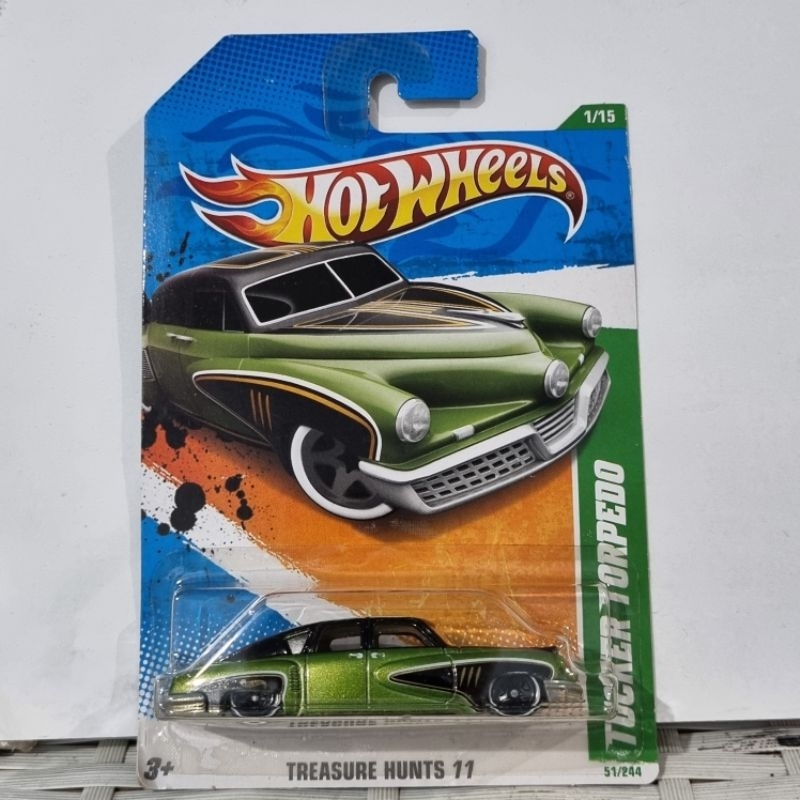 1/15
HOT WHEELS
®
TUCKER TORPEDO
3+
TREASURE HUNTS 11
51/244